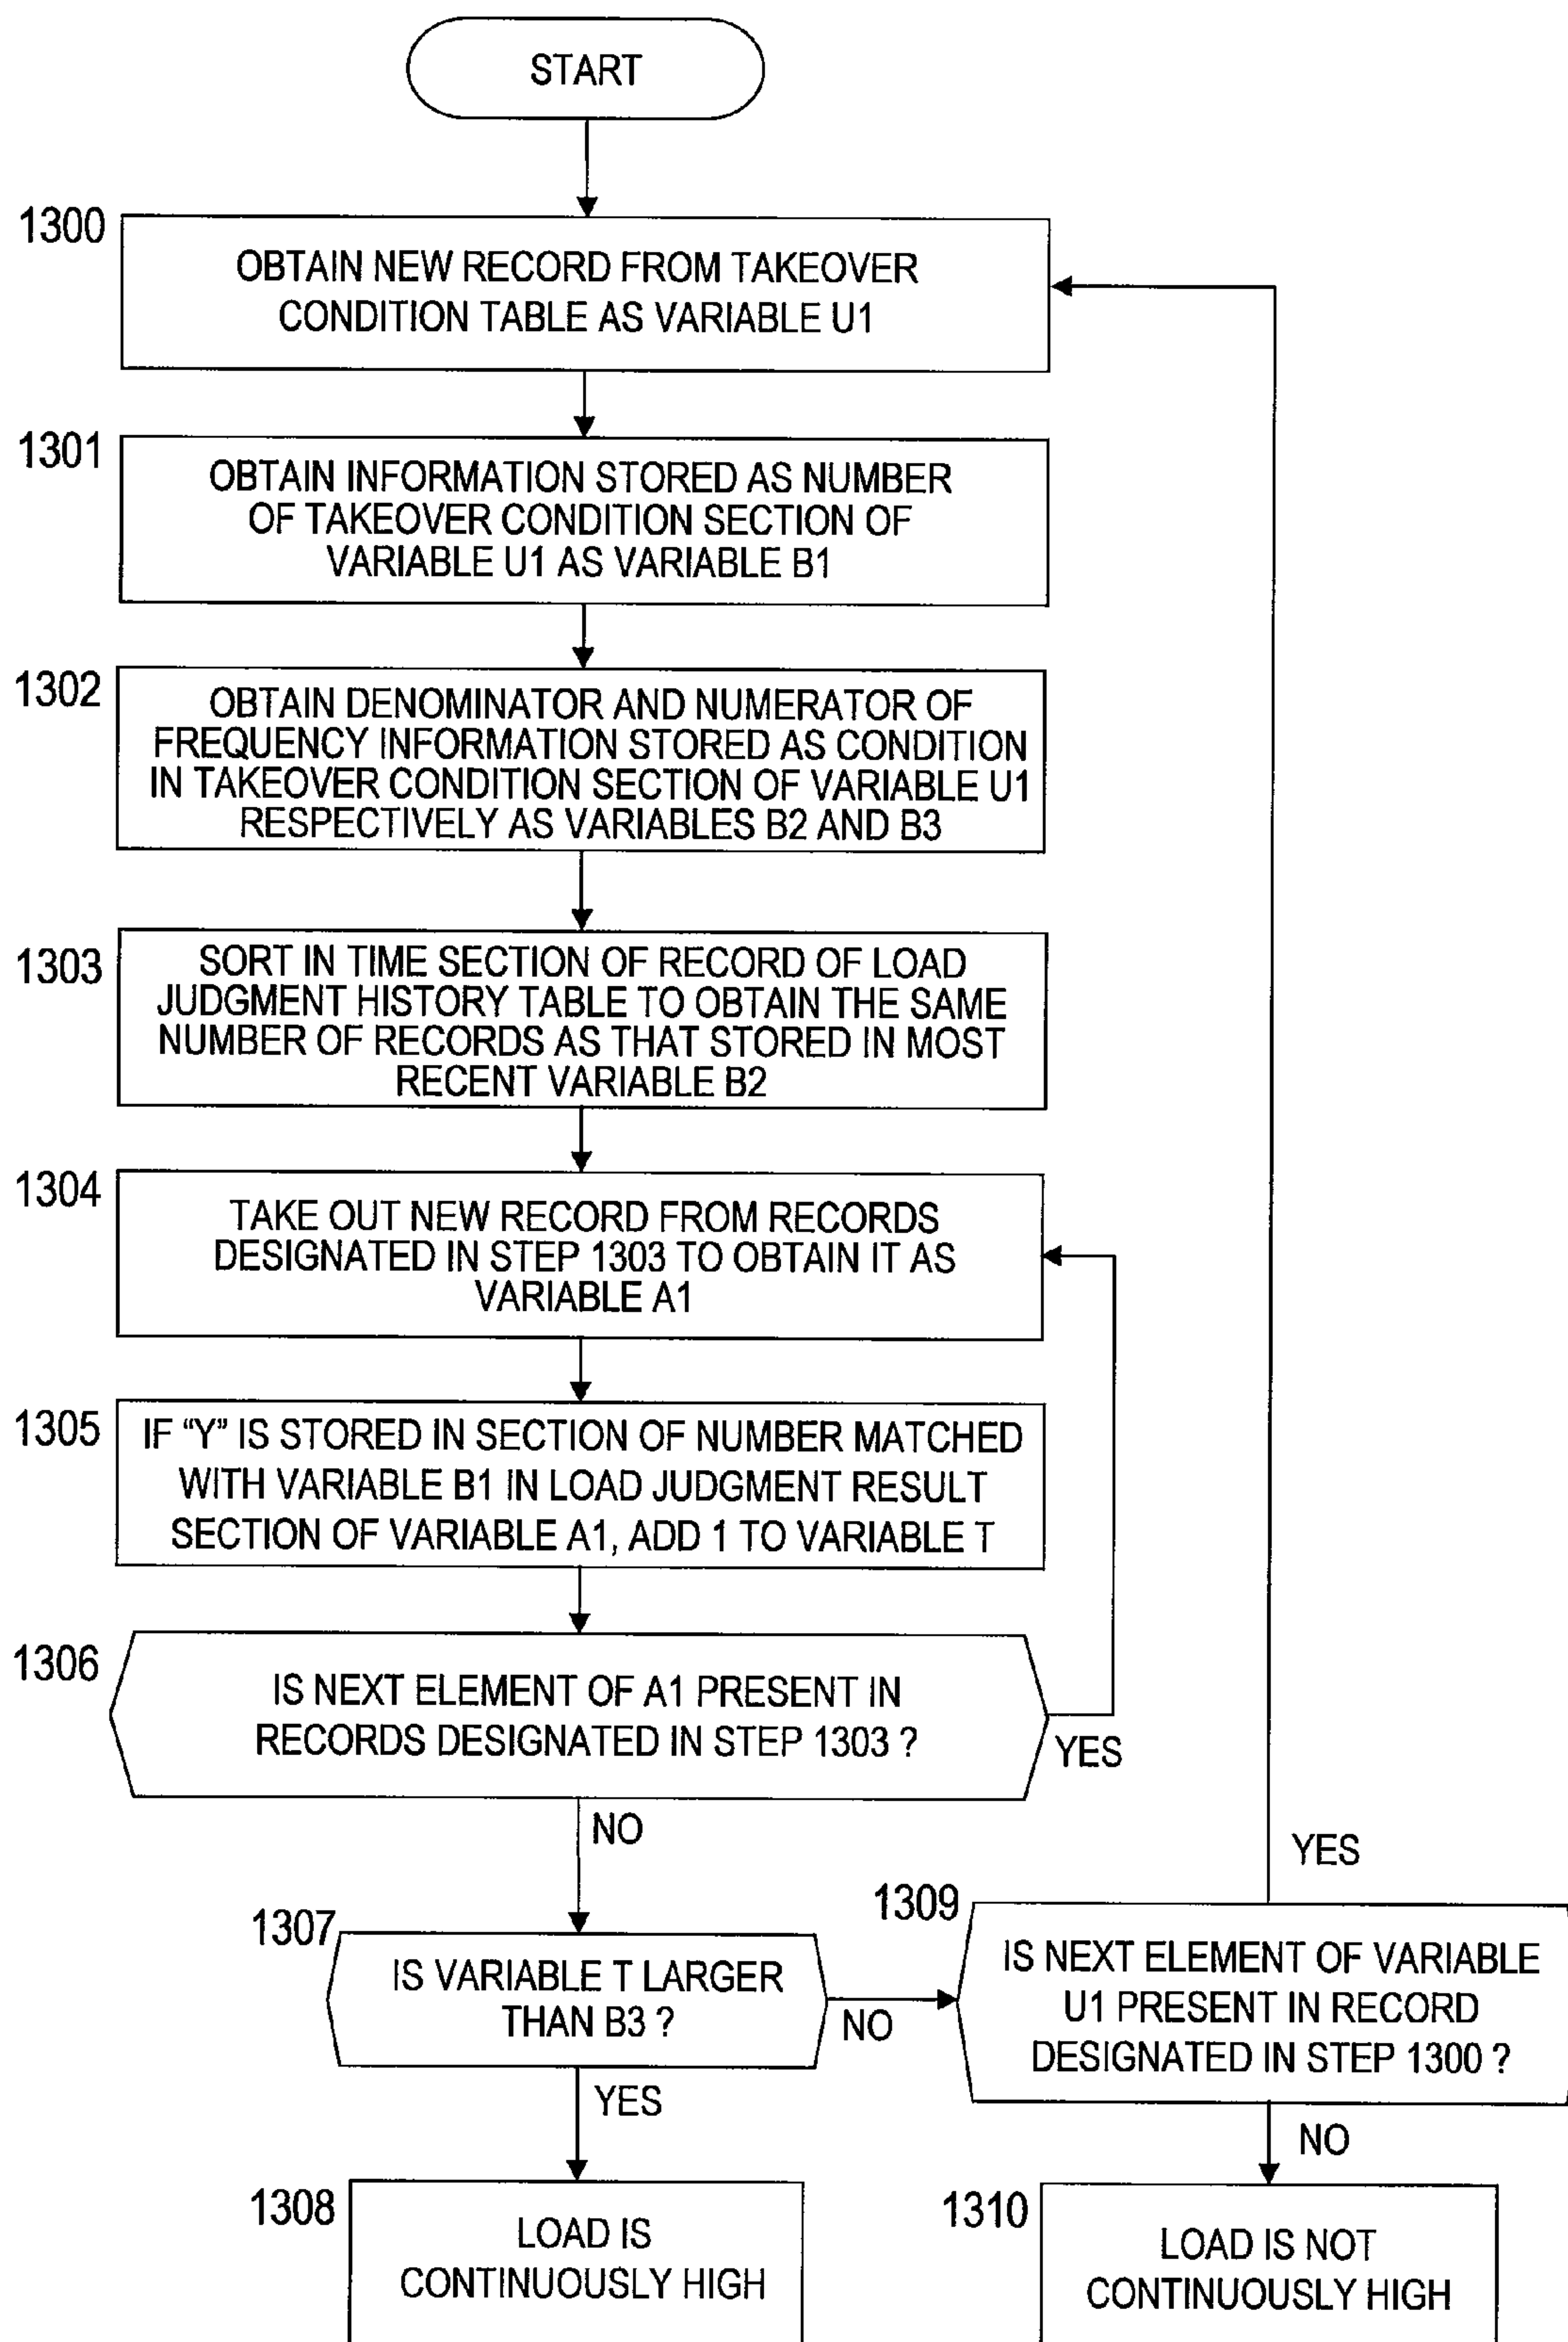 START
1300
OBTAIN NEW RECORD FROM TAKEOVER
CONDITION TABLE AS VARIABLE U1
1301
OBTAIN INFORMATION STORED AS NUMBER
OF TAKEOVER CONDITION SECTION OF
VARIABLE U1 AS VARIABLE B1
1302
OBTAIN DENOMINATOR AND NUMERATOR OF
FREQUENCY INFORMATION STORED AS CONDITION
IN TAKEOVER CONDITION SECTION OF VARIABLE U1
RESPECTIVELY AS VARIABLES B2 AND B3
1303
SORT IN TIME SECTION OF RECORD OF LOAD
JUDGMENT HISTORY TABLE TO OBTAIN THE SAME
NUMBER OF RECORDS AS THAT STORED IN MOST
RECENT VARIABLE B2
1304
TAKE OUT NEW RECORD FROM RECORDS
DESIGNATED IN STEP 1303 TO OBTAIN IT AS
VARIABLE A1
1305
IF “Y” IS STORED IN SECTION OF NUMBER MATCHED
WITH VARIABLE B1 IN LOAD JUDGMENT RESULT
SECTION OF VARIABLE A1, ADD 1 TO VARIABLE T
1306
IS NEXT ELEMENT OF A1 PRESENT IN
RECORDS DESIGNATED IN STEP 1303 ?
YES
NO
1307
IS VARIABLE T LARGER
THAN B3 ?
NO
YES
1309
IS NEXT ELEMENT OF VARIABLE
U1 PRESENT IN RECORD
DESIGNATED IN STEP 1300 ?
YES
NO
1308
LOAD IS
CONTINUOUSLY HIGH
1310
LOAD IS NOT
CONTINUOUSLY HIGH